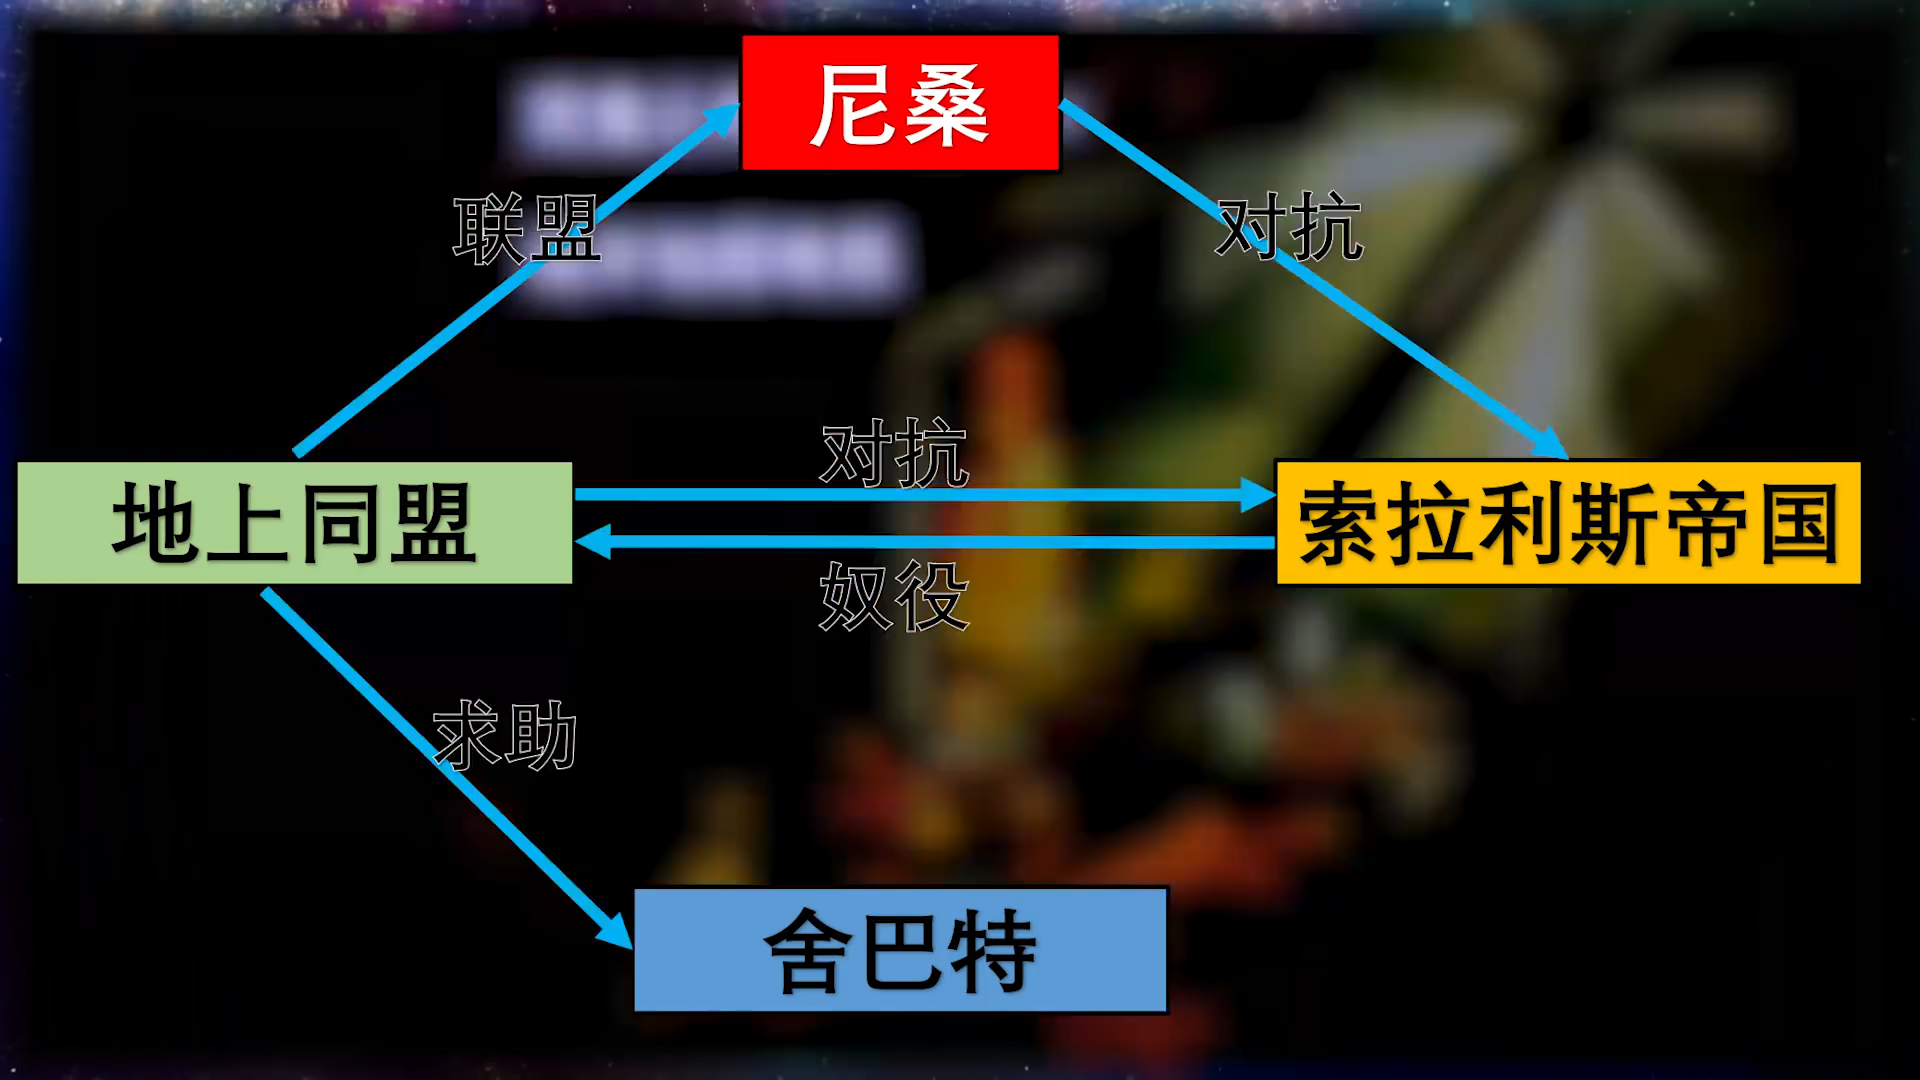 尼桑
联盟
对抗
对抗
地上同盟
索拉利斯帝国
奴役
求助
舍巴特